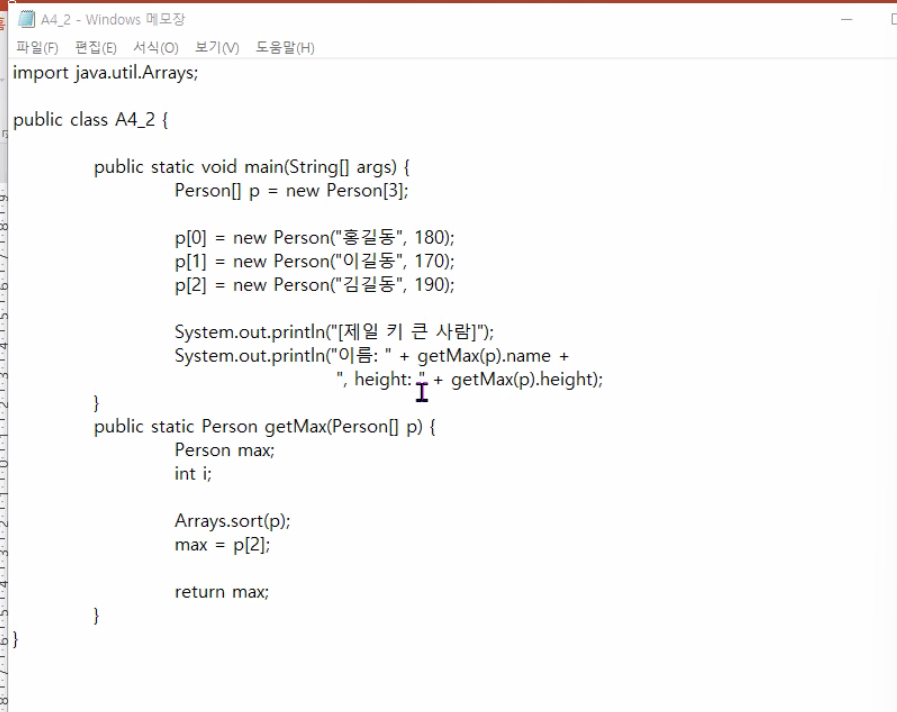 A4_2 - Windows 메모장
파일(F) 편집(E) 서식(O) 보기(V) 도움말(H)
import java.util.Arrays;
public class A4_2 {
public static void main(String[] args) {
Person[] p = new Person[3];
p[0] = new Person("홍길동", 180);
p[1] = new Person("이길동", 170);
p[2] = new Person("김길동", 190);
System.out.println("[제일 키 큰 사람]");
System.out.println("이름: " + getMax(p).name +
", height: " + getMax(p).height);
}
public static Person getMax(Person[] p) {
Person max;
int i;
Arrays.sort(p);
max = p[2];
return max;
}
}